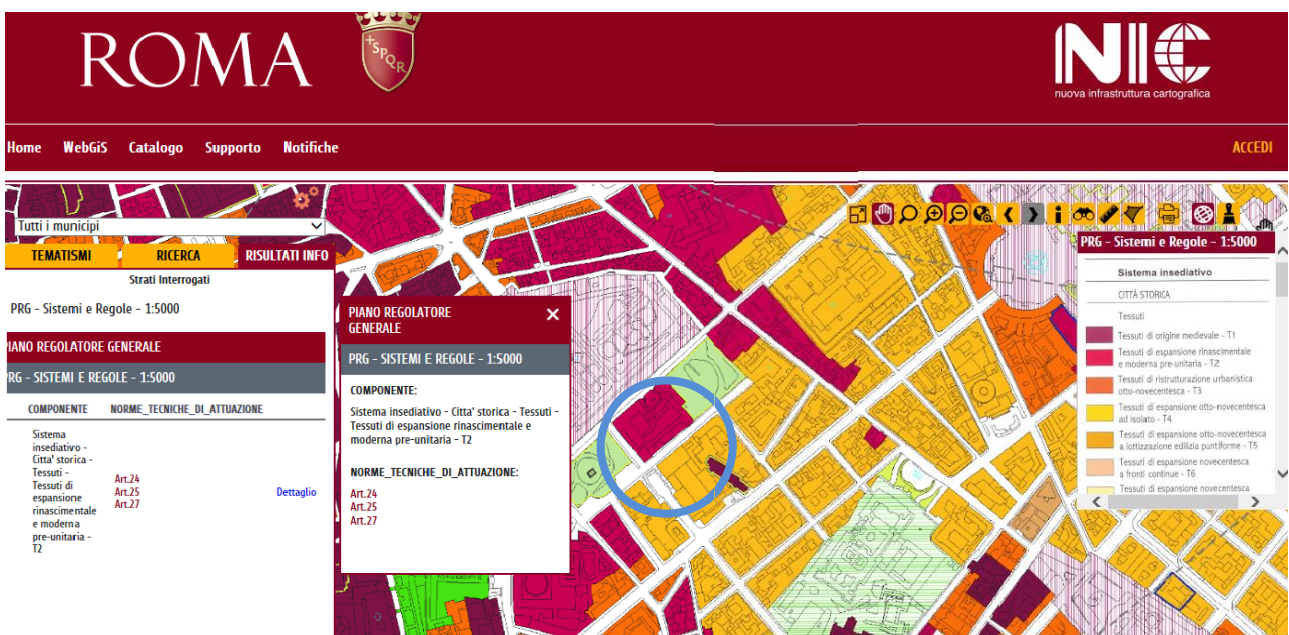 ROMA
SPQR
NIC
nuova infrastruttura cartografica
Home WebGiS Catalogo Supporto Notifiche
ACCEDI
Tutti i municipi
TEMATISMI RICERCA RISULTATI INFO
Strati Interrogati
PRG - Sistemi e Regole - 1:5000
IANO REGOLATORE GENERALE
RG - SISTEMI E REGOLE - 1:5000
COMPONENTE NORME_TECNICHE_DI_ATTUAZIONE
Sistema
insediativo -
Citta' storica -
Tessuti -
Tessuti di
espansione
rinascimentale
e moderna
pre-unitaria -
T2
Art.24
Art.25
Art.27
Dettaglio
PIANO REGOLATORE
GENERALE
PRG - SISTEMI E REGOLE - 1:5000
COMPONENTE:
Sistema insediativo - Citta' storica - Tessuti -
Tessuti di espansione rinascimentale e
moderna pre-unitaria - T2
NORME_TECNICHE_DI_ATTUAZIONE:
Art.24
Art.25
Art.27
PRG - Sistemi e Regole - 1:5000
Sistema insediativo
CITTÀ STORICA
Tessuti
Tessuti di origine medievale - T1
Tessuti di espansione rinascimentale
e moderna pre-unitaria - T2
Tessuti di ristrutturazione urbanistica
otto-novecentesca - T3
Tessuti di espansione otto-novecentesca
ad isolato - T4
Tessuti di espansione otto-novecentesca
a lottizzazione edilizia puntiforme - T5
Tessuti di espansione novecentesca
a fronti continue - T6
Tessuti di espansione novecentesca